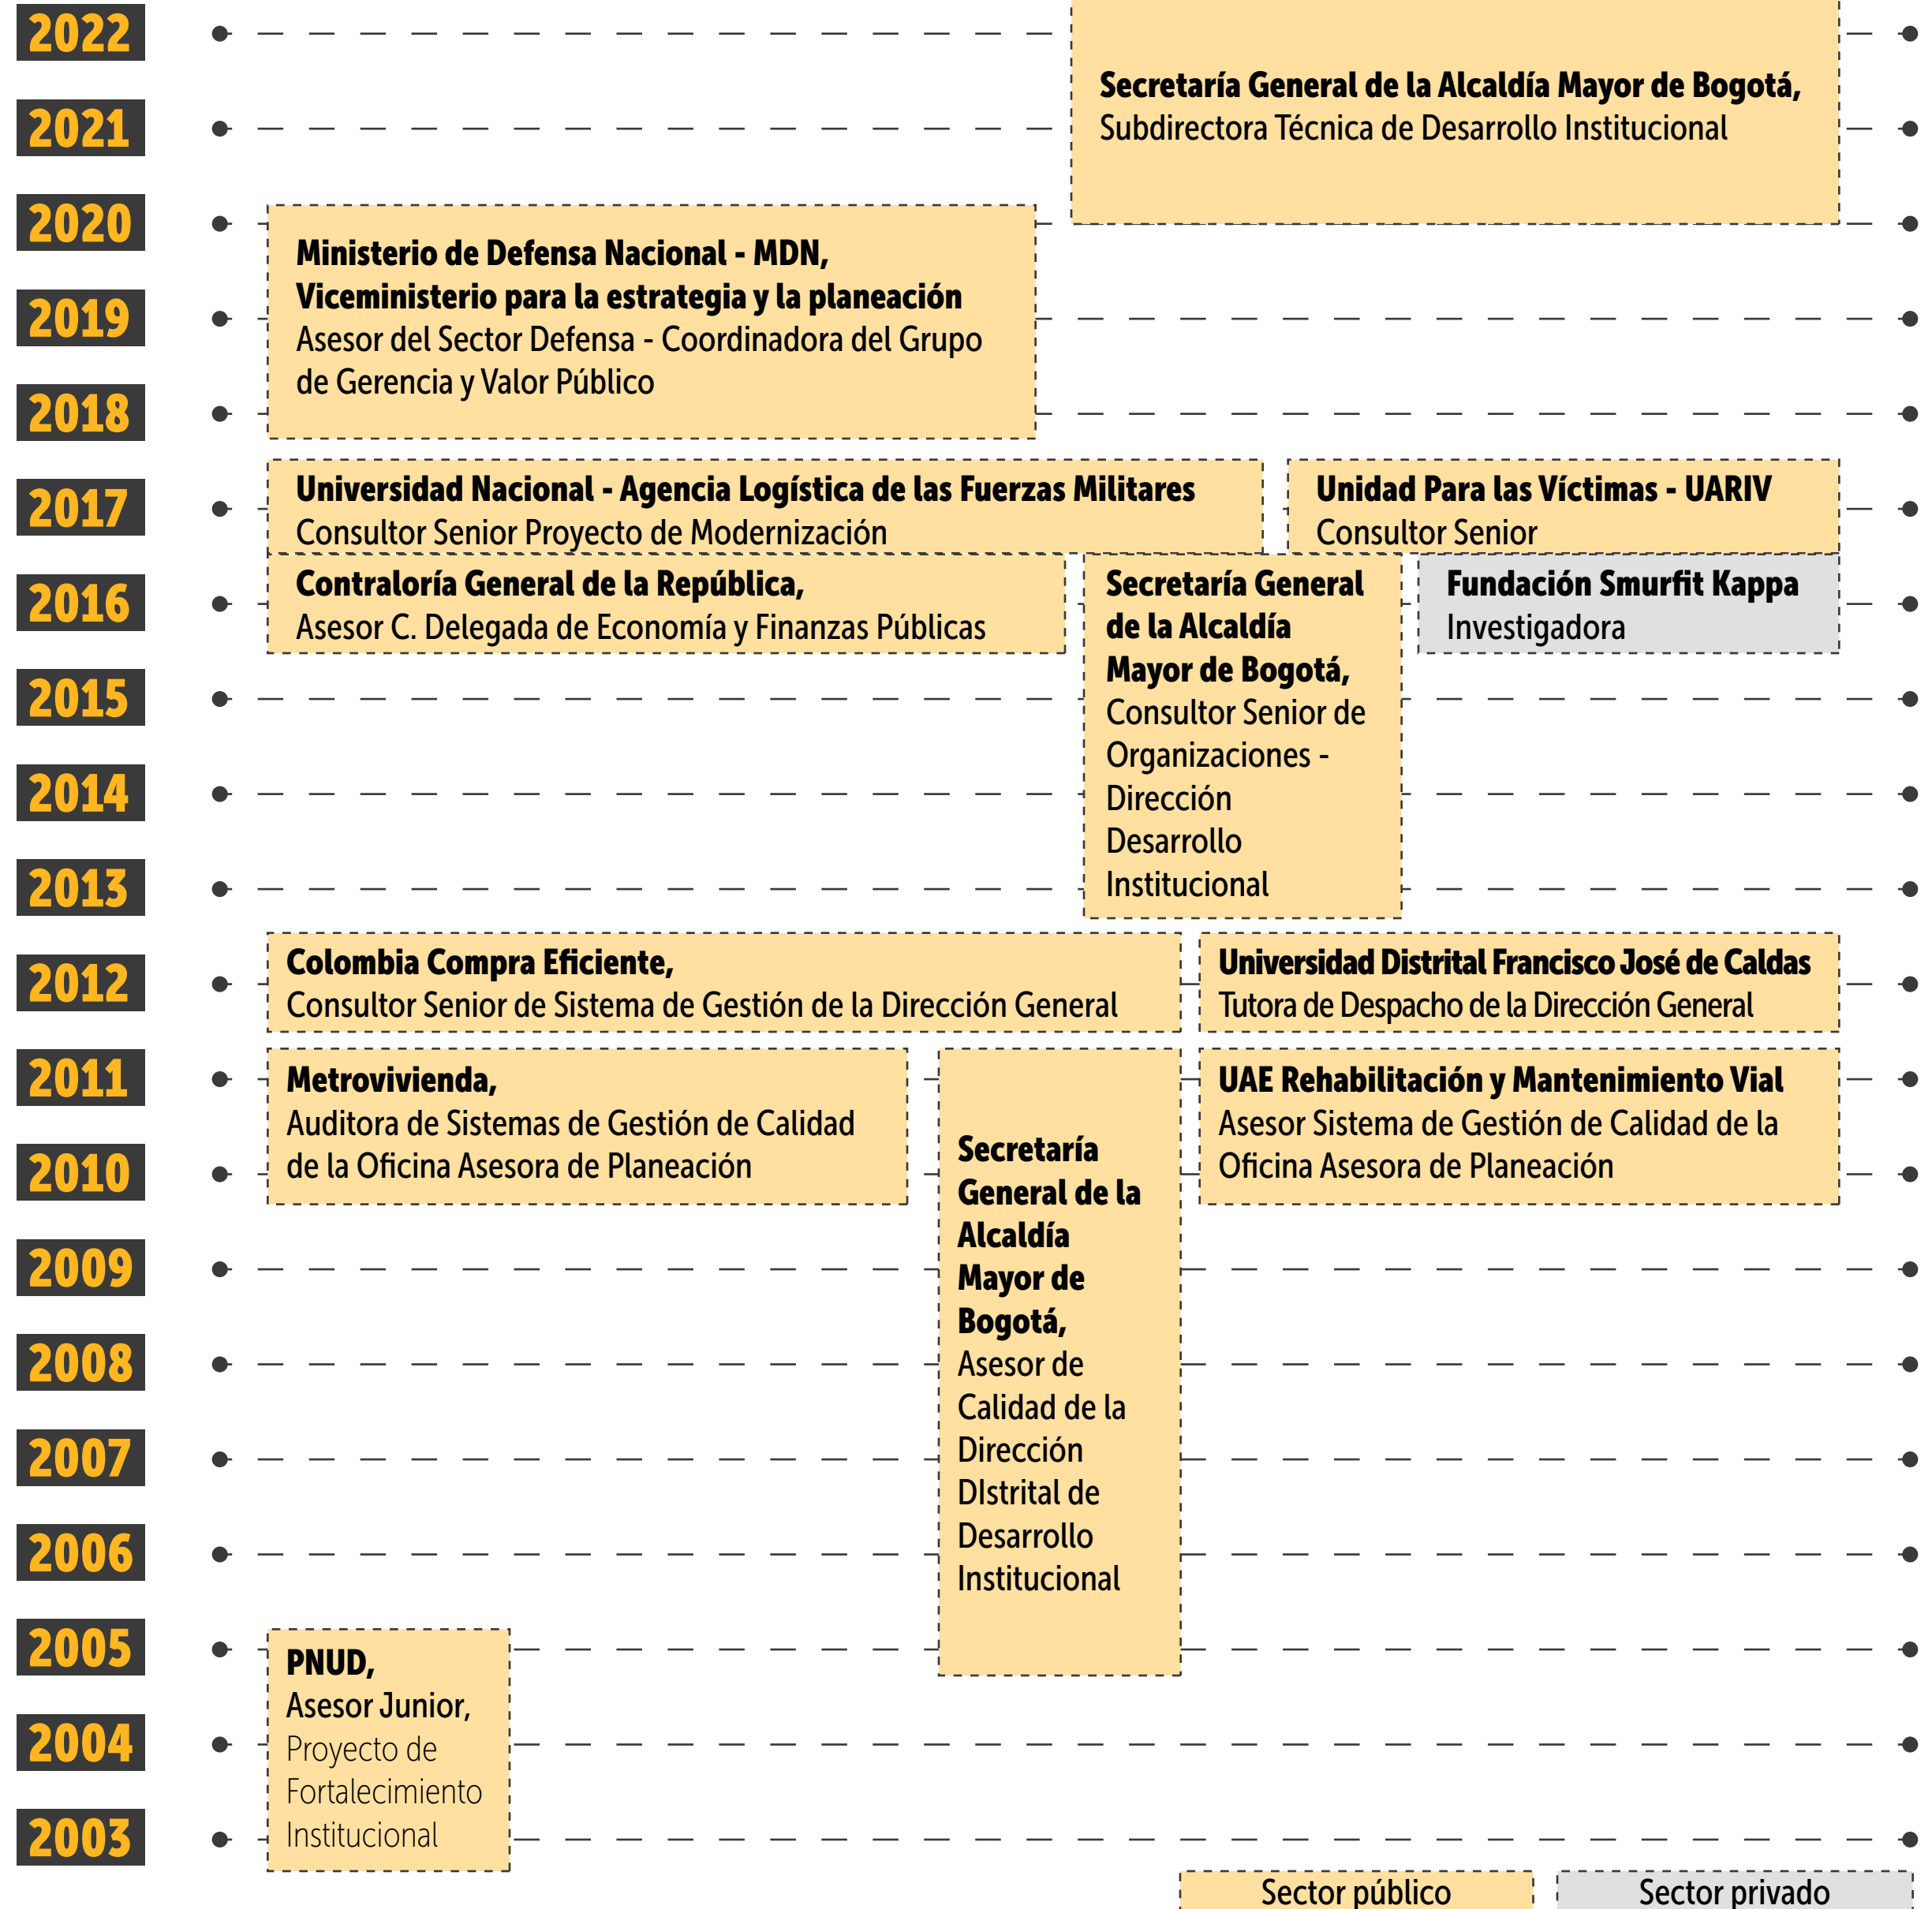 2022
Secretaría General de la Alcaldía Mayor de Bogotá,
Subdirectora Técnica de Desarrollo Institucional
2021
2020
Ministerio de Defensa Nacional - MDN,
Viceministerio para la estrategia y la planeación
Asesor del Sector Defensa - Coordinadora del Grupo
de Gerencia y Valor Público
2019
2018
2017
Universidad Nacional - Agencia Logística de las Fuerzas Militares
Consultor Senior Proyecto de Modernización
Unidad Para las Víctimas - UARIV
Consultor Senior
2016
Contraloría General de la República,
Asesor C. Delegada de Economía y Finanzas Públicas
Secretaría General
de la Alcaldía
Mayor de Bogotá,
Consultor Senior de
Organizaciones -
Dirección
Desarrollo
Institucional
Fundación Smurfit Kappa
Investigadora
2015
2014
2013
2012
Colombia Compra Eficiente,
Consultor Senior de Sistema de Gestión de la Dirección General
Universidad Distrital Francisco José de Caldas
Tutora de Despacho de la Dirección General
2011
Metrovivienda,
Auditora de Sistemas de Gestión de Calidad
de la Oficina Asesora de Planeación
Secretaría
General de la
Alcaldía
Mayor de
Bogotá,
Asesor de
Calidad de la
Dirección
DIstrital de
Desarrollo
Institucional
UAE Rehabilitación y Mantenimiento Vial
Asesor Sistema de Gestión de Calidad de la
Oficina Asesora de Planeación
2010
2009
2008
2007
2006
2005
PNUD,
Asesor Junior,
Proyecto de
Fortalecimiento
Institucional
2004
2003
Sector público
Sector privado